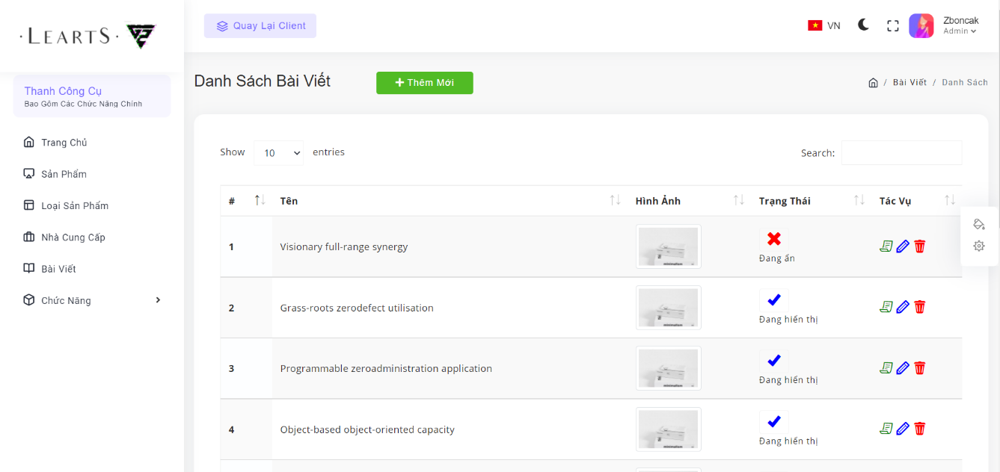 ·LEARTS·
Quay Lại Client
VN
Zboncak
Admin
Thanh Công Cụ
Bao Gồm Các Chức Năng Chính
Trang Chủ
Sản Phẩm
Loại Sản Phẩm
Nhà Cung Cấp
Bài Viết
Chức Năng
Danh Sách Bài Viết
+ Thêm Mới
/ Bài Viết / Danh Sách
Show 10 entries
Search:
# Tên Hình Ảnh Trạng Thái Tác Vụ
1 Visionary full-range synergy Đang ẩn
2 Grass-roots zerodefect utilisation Đang hiển thị
3 Programmable zeroadministration application Đang hiển thị
4 Object-based object-oriented capacity Đang hiển thị